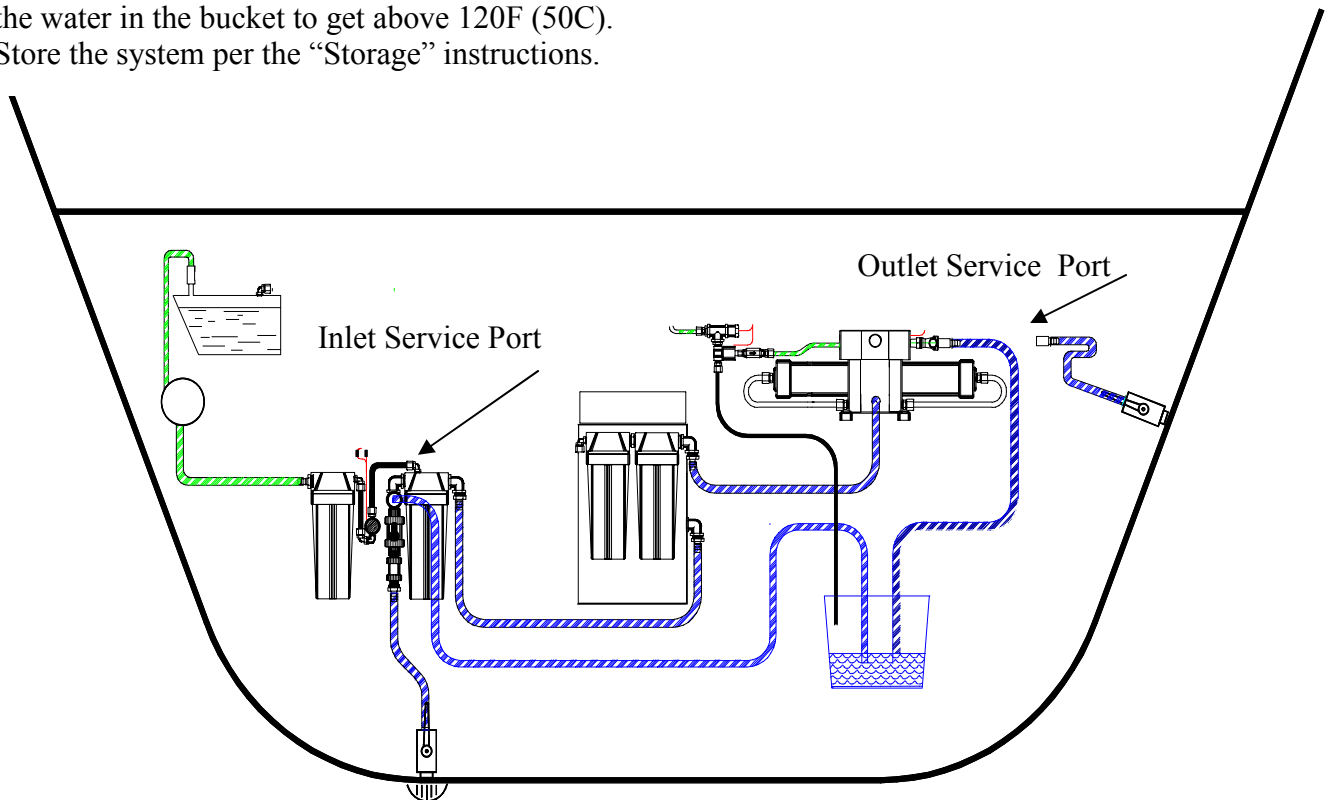 the water in the bucket to get above 120F (50C).
Store the system per the “Storage” instructions.
Outlet Service Port
Inlet Service Port